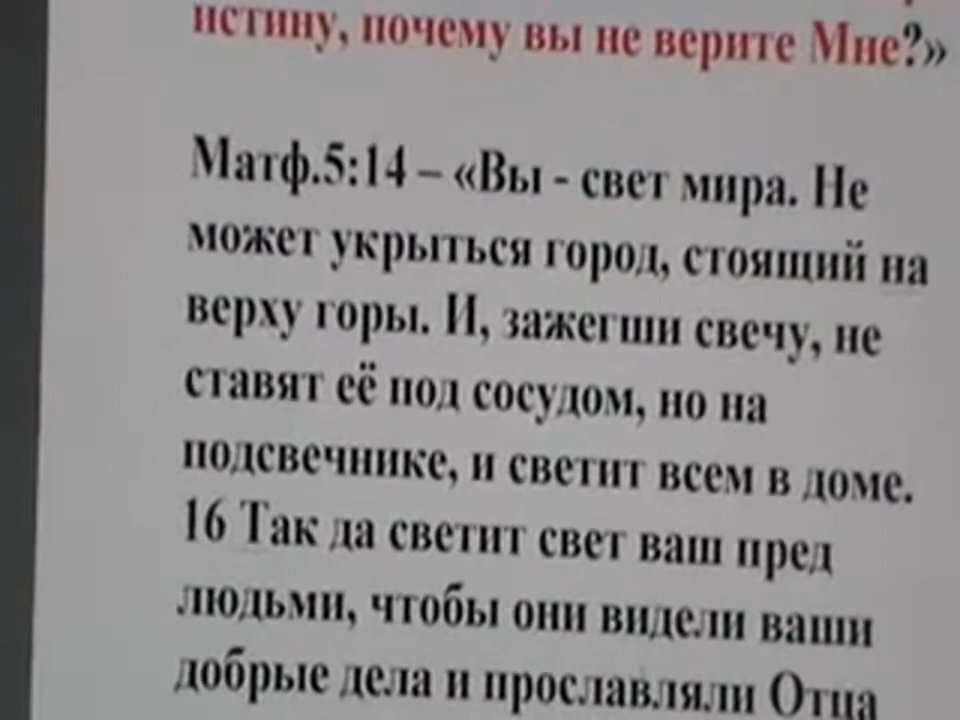 истину, почему вы не верите Мне?»
Матф.5:14 – «Вы - свет мира. Не
может укрыться город, стоящий на
верху горы. И, зажегши свечу, не
ставят её под сосудом, но на
подсвечнике, и светит всем в доме.
16 Так да светит свет ваш пред
людьми, чтобы они видели ваши
добрые дела и прославляли Отца